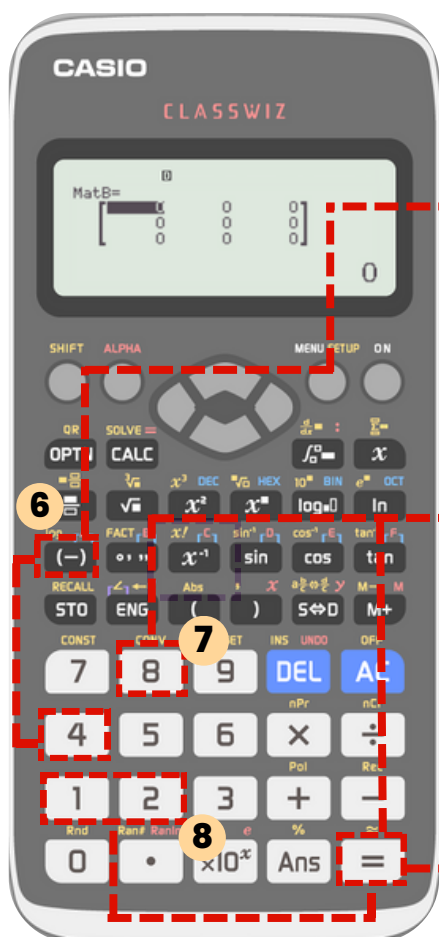 CASIO
CLASSWIZ
MatB=
0 0 0
0 0 0
0 0 0
0
SHIFT ALPHA MENU SETUP ON
QR SOLVE = : Σ
OPTN CALC x
6 x³ DEC HEX 10■ BIN e■ OCT
√ x² x■ log ln
FACT B x! C sin⁻¹ D cos⁻¹ E tan⁻¹ F
(−) x⁻¹ sin cos tan
RECALL ∠ ← Abs , x y M− M
STO ENG ( ) S⇔D M+
CONST 7 INS UNDO OFF
7 8 9 DEL AC
nPr nCr
4 5 6 × ÷
Pol Rec
1 2 3 + −
Rnd Ran# 8 e % ≈
0 • ×10ˣ Ans =